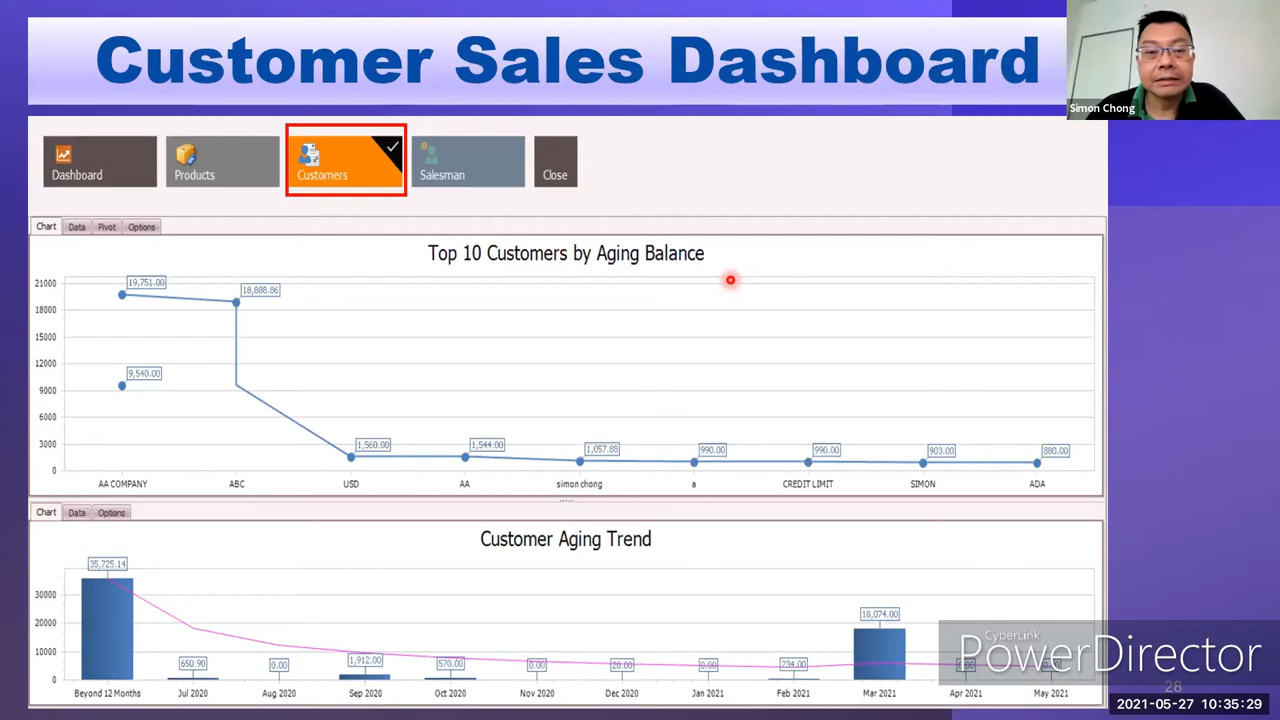 Customer Sales Dashboard
Simon Chong
Dashboard
Products
Customers
Salesman
Close
Chart Data Pivot Options
Top 10 Customers by Aging Balance
21000
18000
15000
12000
9000
6000
3000
0
19,751.00
18,888.86
9,540.00
1,560.00
1,544.00
1,057.88
990.00
990.00
903.00
880.00
AA COMPANY ABC USD AA simon chong a CREDIT LIMIT SIMON ADA
Chart Data Options
Customer Aging Trend
30000
20000
10000
0
35,725.14
650.90
0.00
1,912.00
570.00
0.00
20.00
0.00
234.00
18,074.00
Beyond 12 Months Jul 2020 Aug 2020 Sep 2020 Oct 2020 Nov 2020 Dec 2020 Jan 2021 Feb 2021 Mar 2021 Apr 2021 May 2021
CyberLink
PowerDirector
28
2021-05-27 10:35:29